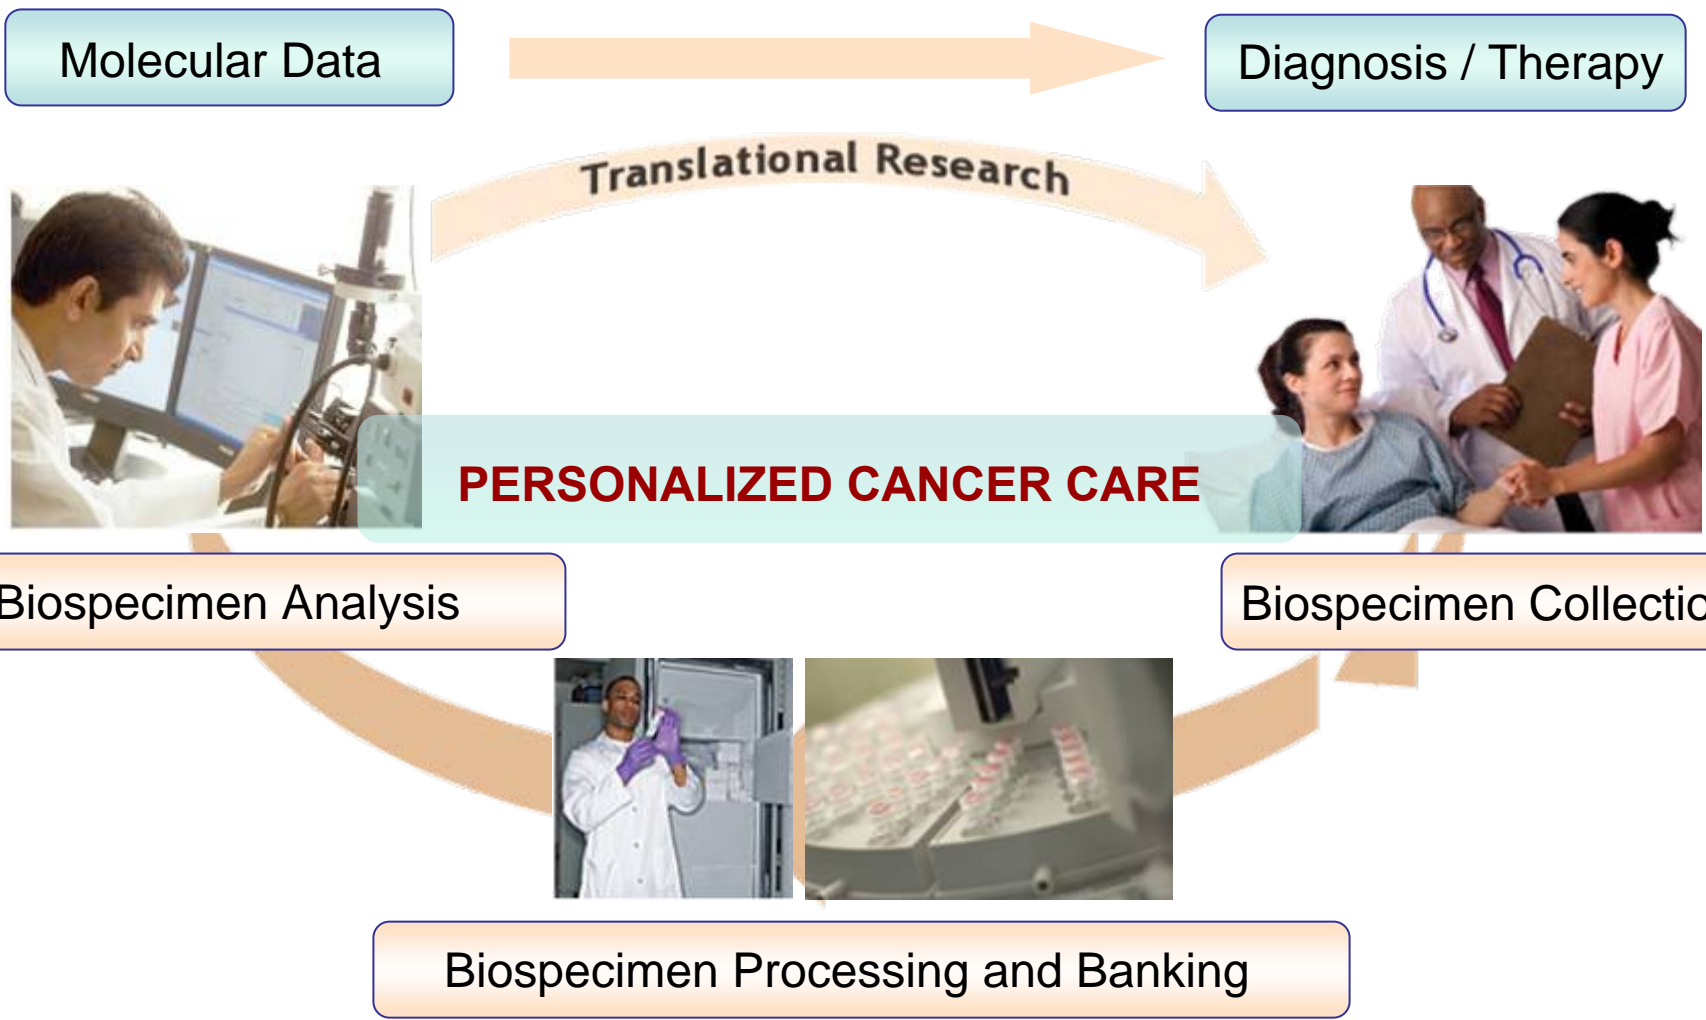 Molecular Data
Diagnosis / Therapy
Translational Research
PERSONALIZED CANCER CARE
Biospecimen Analysis
Biospecimen Collectio
Biospecimen Processing and Banking